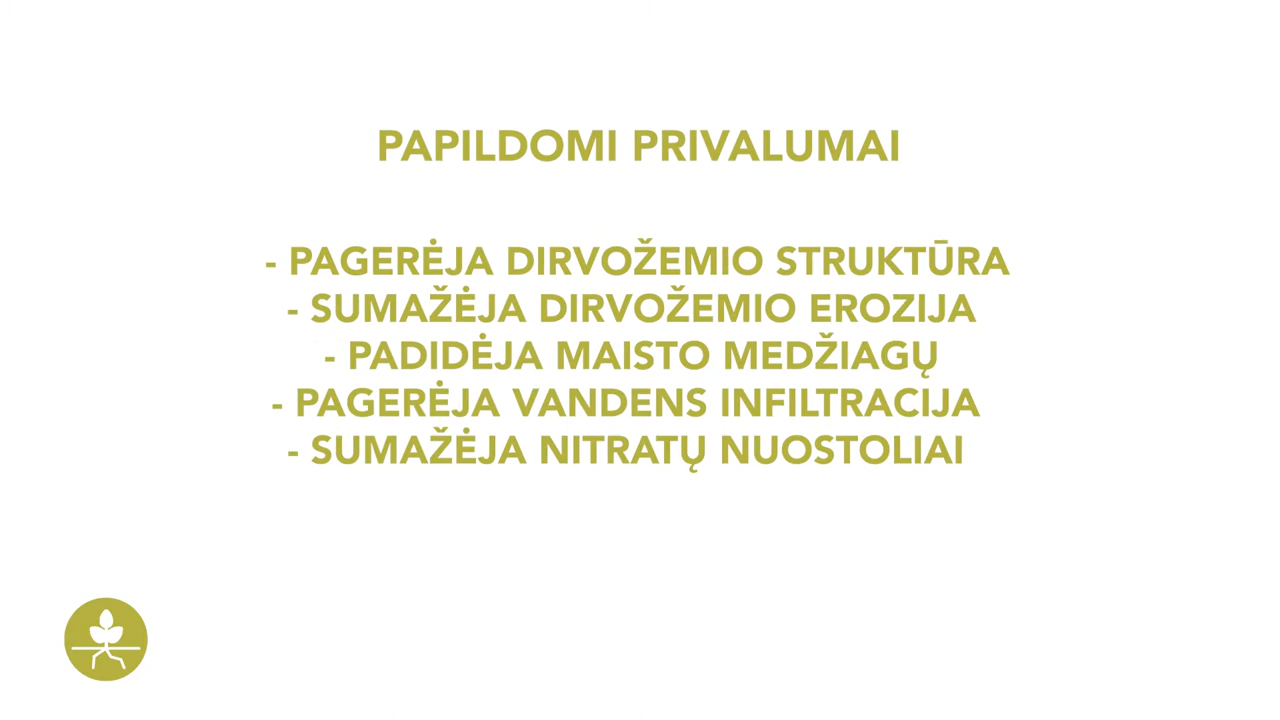 PAPILDOMI PRIVALUMAI
- PAGERĖJA DIRVOŽEMIO STRUKTŪRA
- SUMAŽĖJA DIRVOŽEMIO EROZIJA
- PADIDĖJA MAISTO MEDŽIAGŲ
- PAGERĖJA VANDENS INFILTRACIJA
- SUMAŽĖJA NITRATŲ NUOSTOLIAI